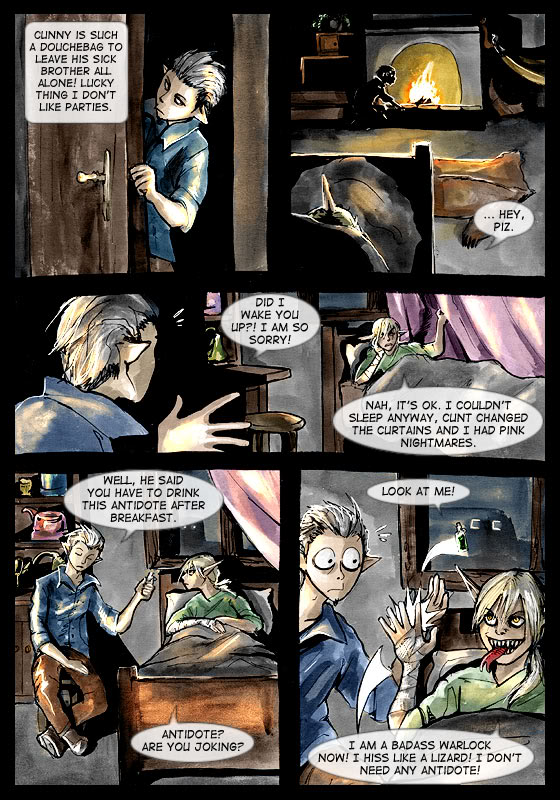 CUNNY IS SUCH
A DOUCHEBAG TO
LEAVE HIS SICK
BROTHER ALL
ALONE! LUCKY
THING I DON'T
LIKE PARTIES.
... HEY,
PIZ.
DID I
WAKE YOU
UP?! I AM SO
SORRY!
NAH, IT'S OK. I COULDN'T
SLEEP ANYWAY, CUNT CHANGED
THE CURTAINS AND I HAD PINK
NIGHTMARES.
WELL, HE SAID
YOU HAVE TO DRINK
THIS ANTIDOTE AFTER
BREAKFAST.
ANTIDOTE?
ARE YOU JOKING?
LOOK AT ME!
I AM A BADASS WARLOCK
NOW! I HISS LIKE A LIZARD! I DON'T
NEED ANY ANTIDOTE!